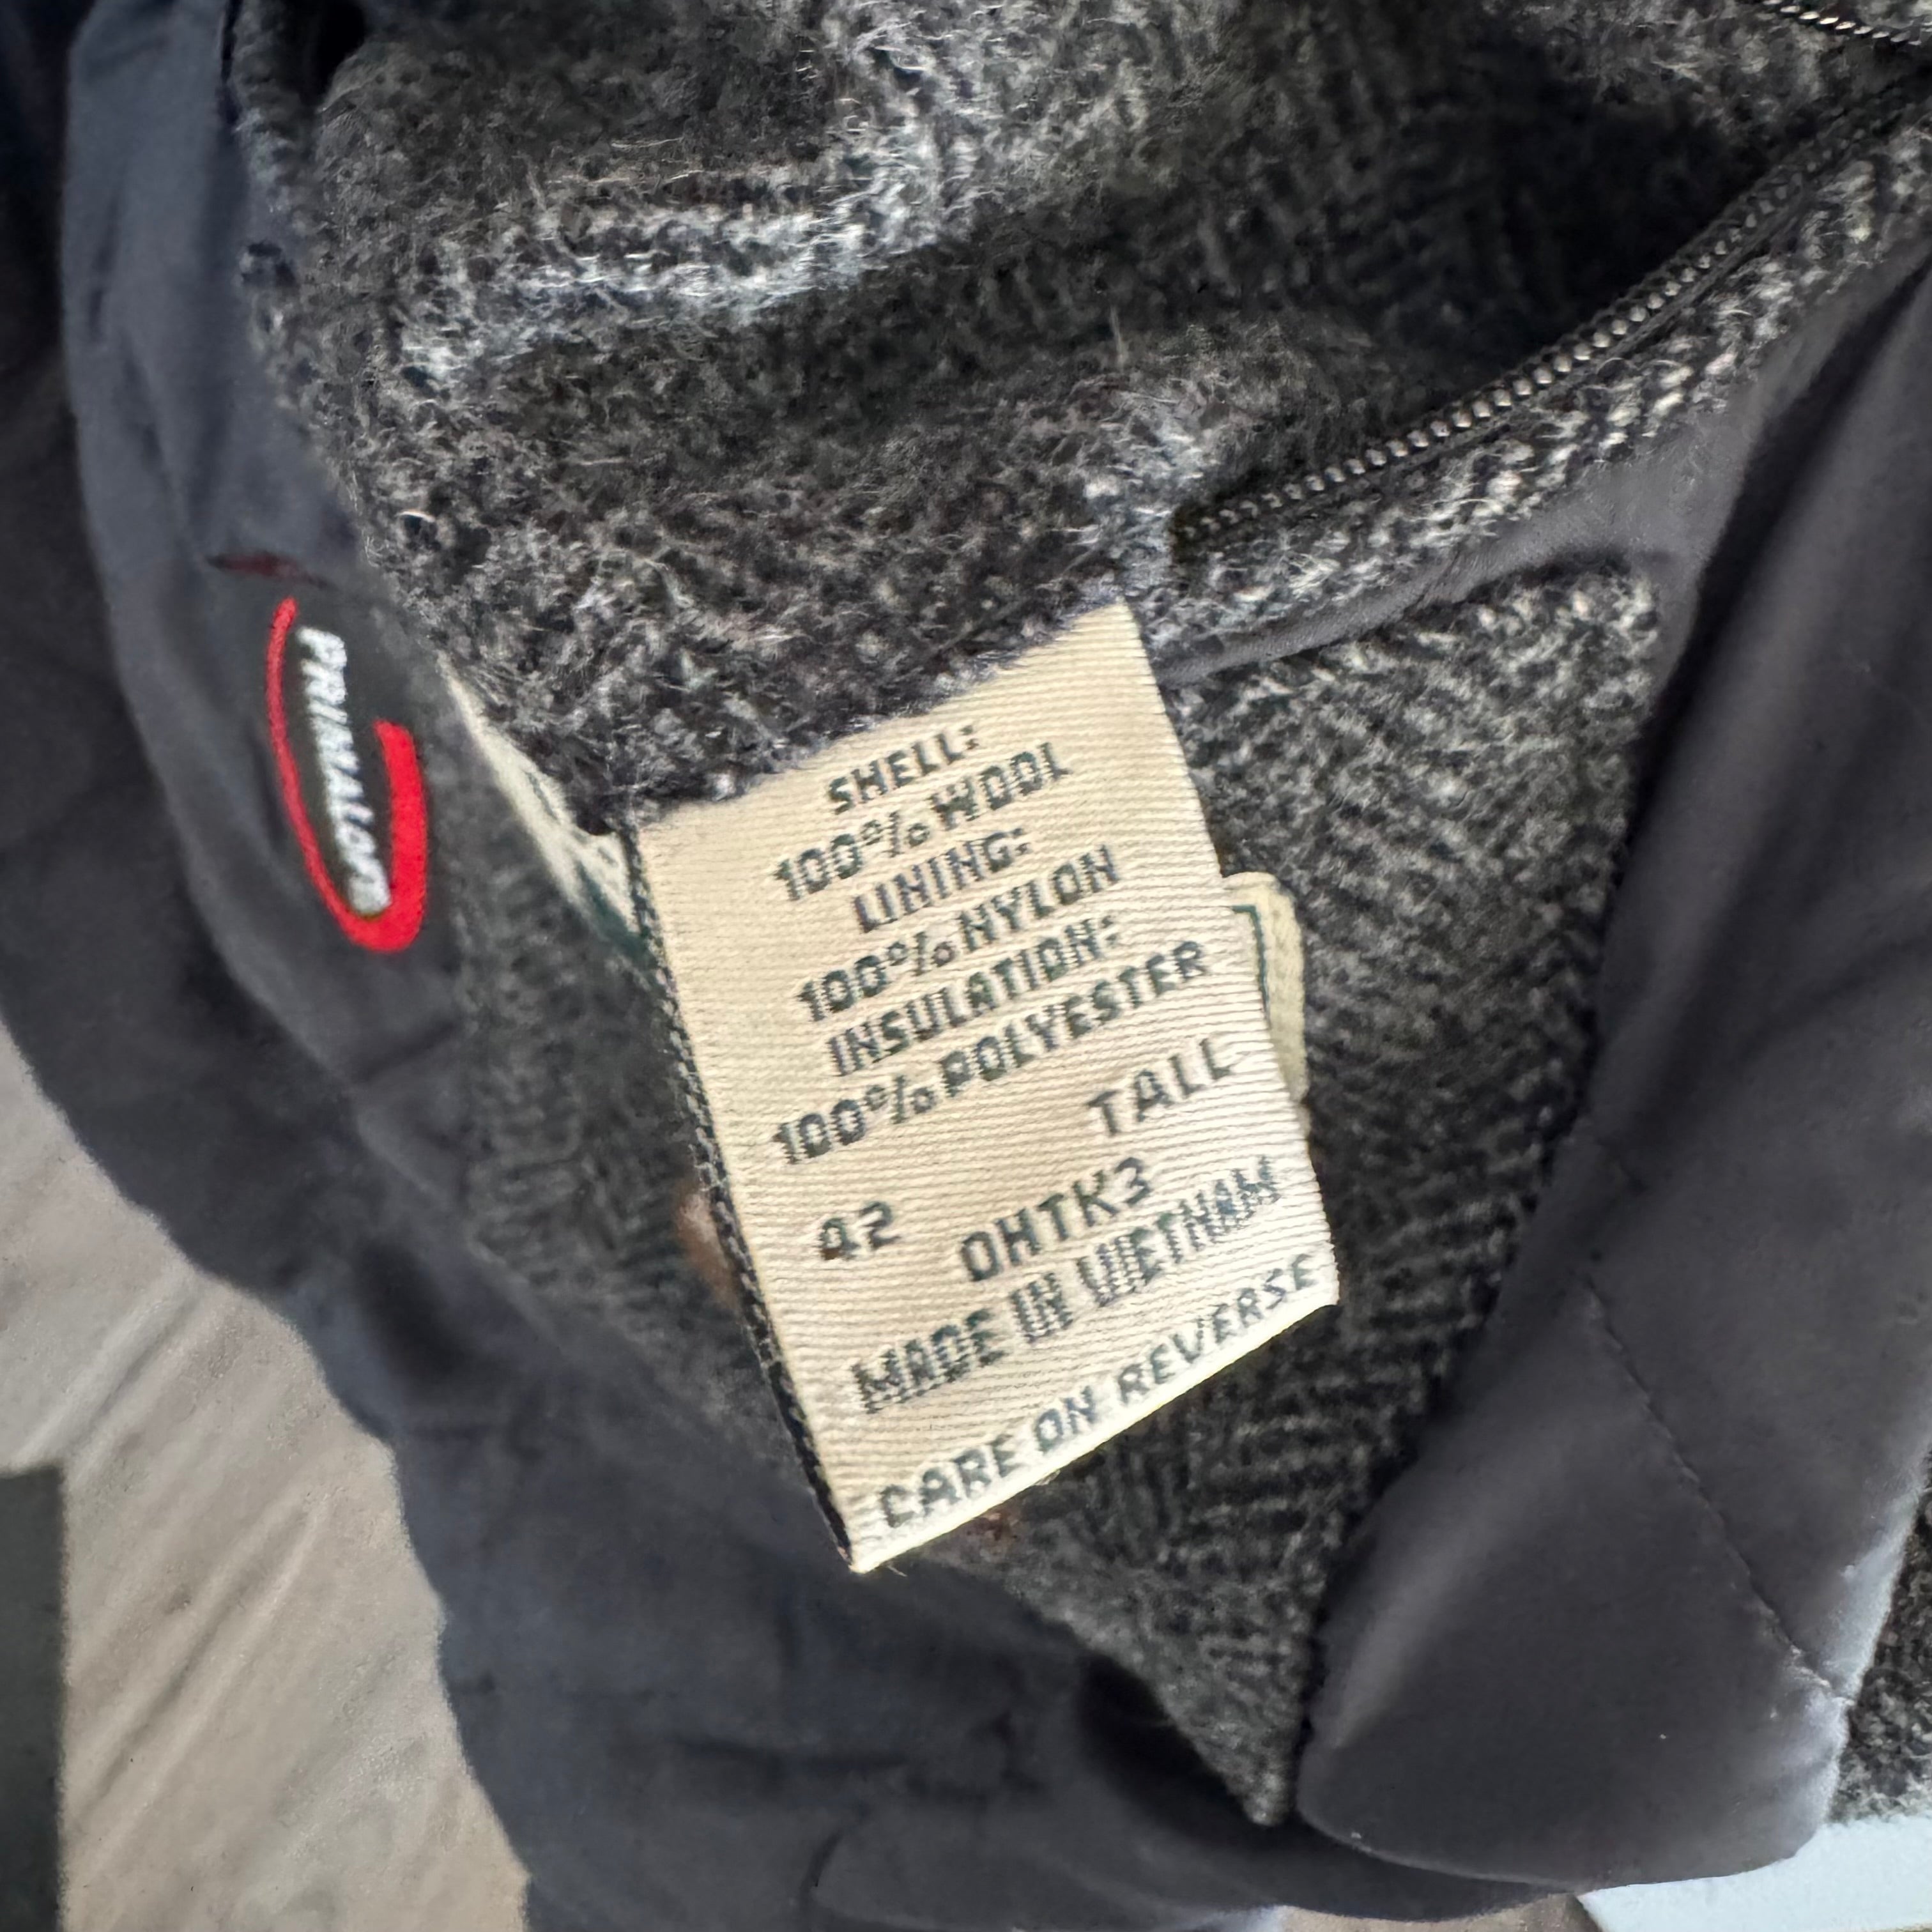 PRIMALOFT
SHELL:
100% WOOL
LINING:
100% NYLON
INSULATION:
100% POLYESTER
TALL
42 OHTK3
MADE IN VIETNAM
CARE ON REVERSE